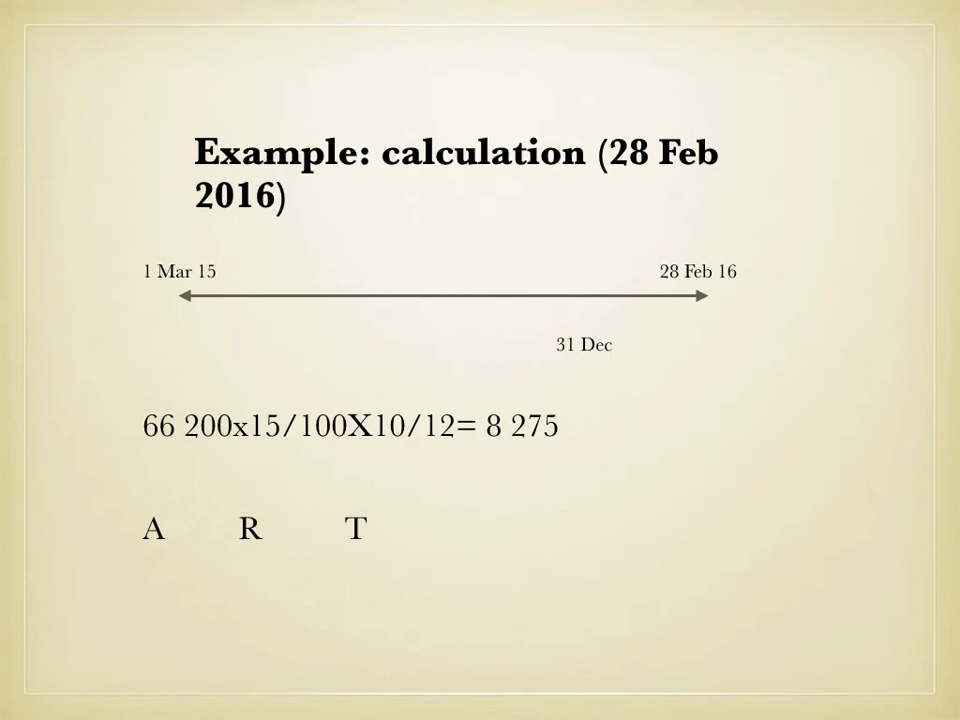 Example: calculation (28 Feb
2016)
1 Mar 15 28 Feb 16
31 Dec
66 200x15/100X10/12= 8 275
A R T